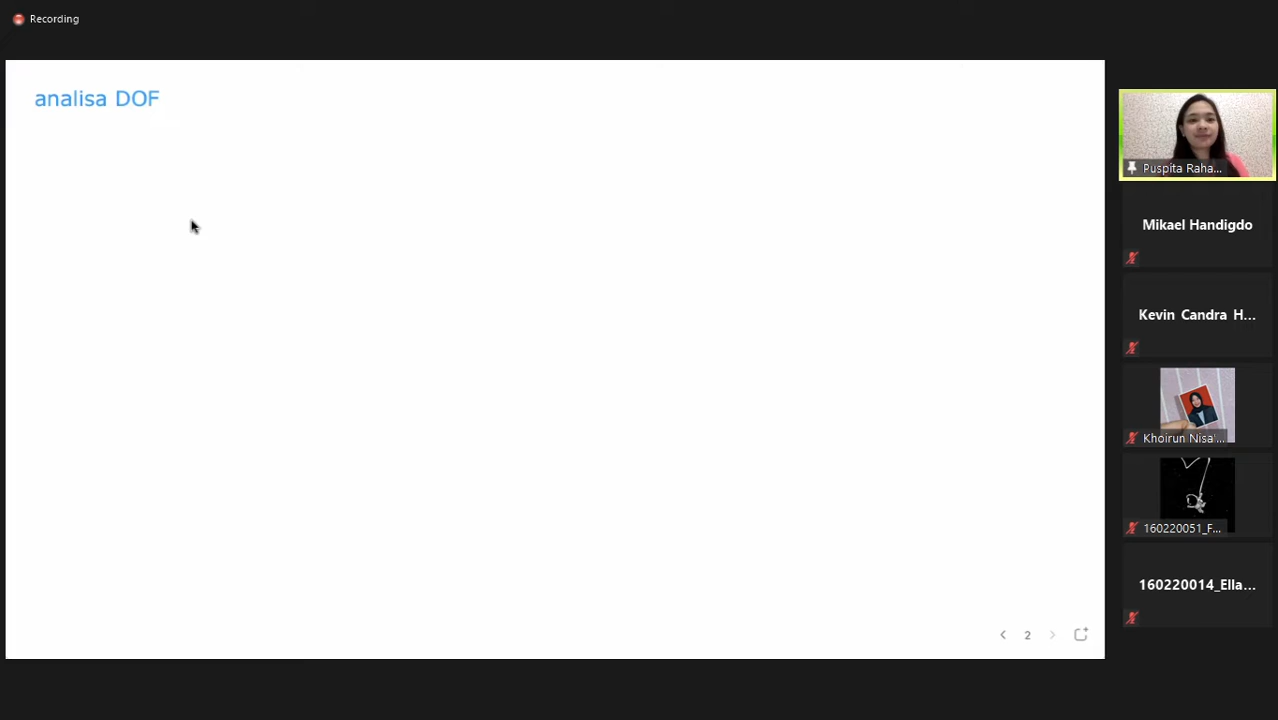 Recording
analisa DOF
Puspita Raha...
Mikael Handigdo
Kevin Candra H...
Khoirun Nisa'...
160220051_F...
160220014_Ella...
2